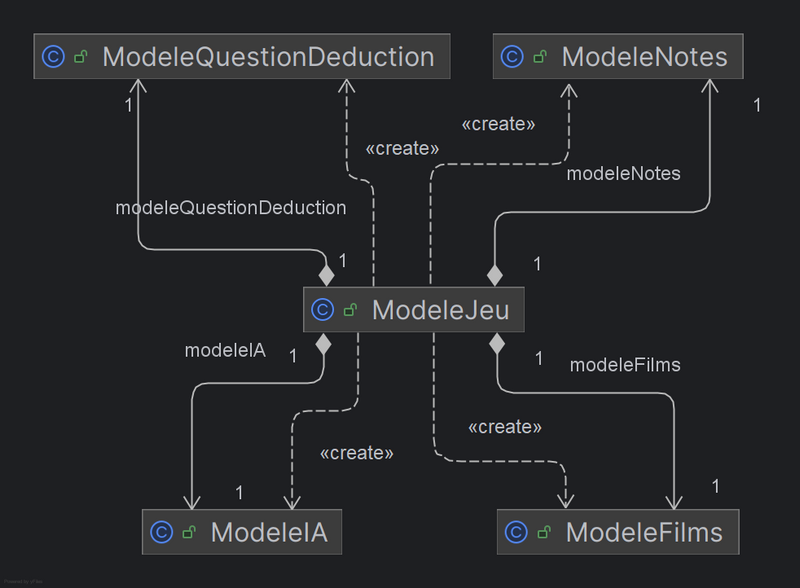 C ModeleQuestionDeduction
C ModeleNotes
1
1
«create»
«create»
modeleNotes
modeleQuestionDeduction
1
1
C ModeleJeu
modeleIA
1
1
modeleFilms
«create»
«create»
1
1
C ModeleIA
C ModeleFilms